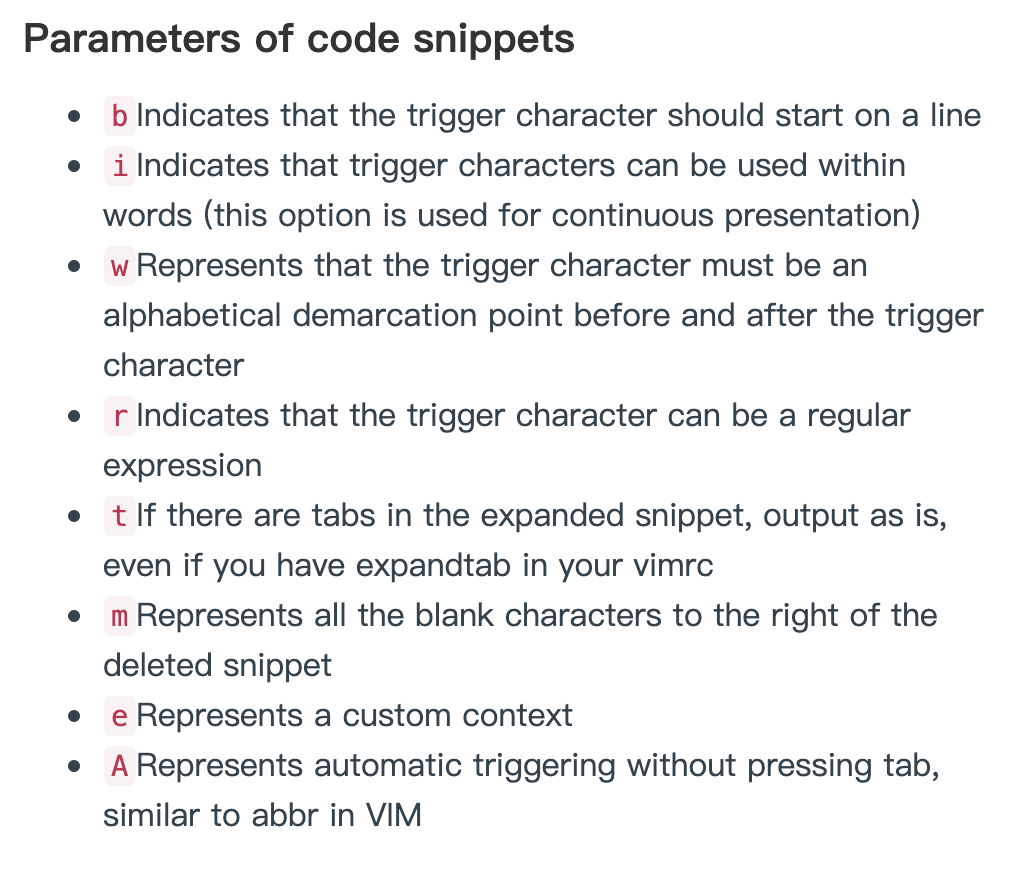 Parameters of code snippets
b Indicates that the trigger character should start on a line
i Indicates that trigger characters can be used within
words (this option is used for continuous presentation)
w Represents that the trigger character must be an
alphabetical demarcation point before and after the trigger
character
r Indicates that the trigger character can be a regular
expression
t If there are tabs in the expanded snippet, output as is,
even if you have expandtab in your vimrc
m Represents all the blank characters to the right of the
deleted snippet
e Represents a custom context
A Represents automatic triggering without pressing tab,
similar to abbr in VIM